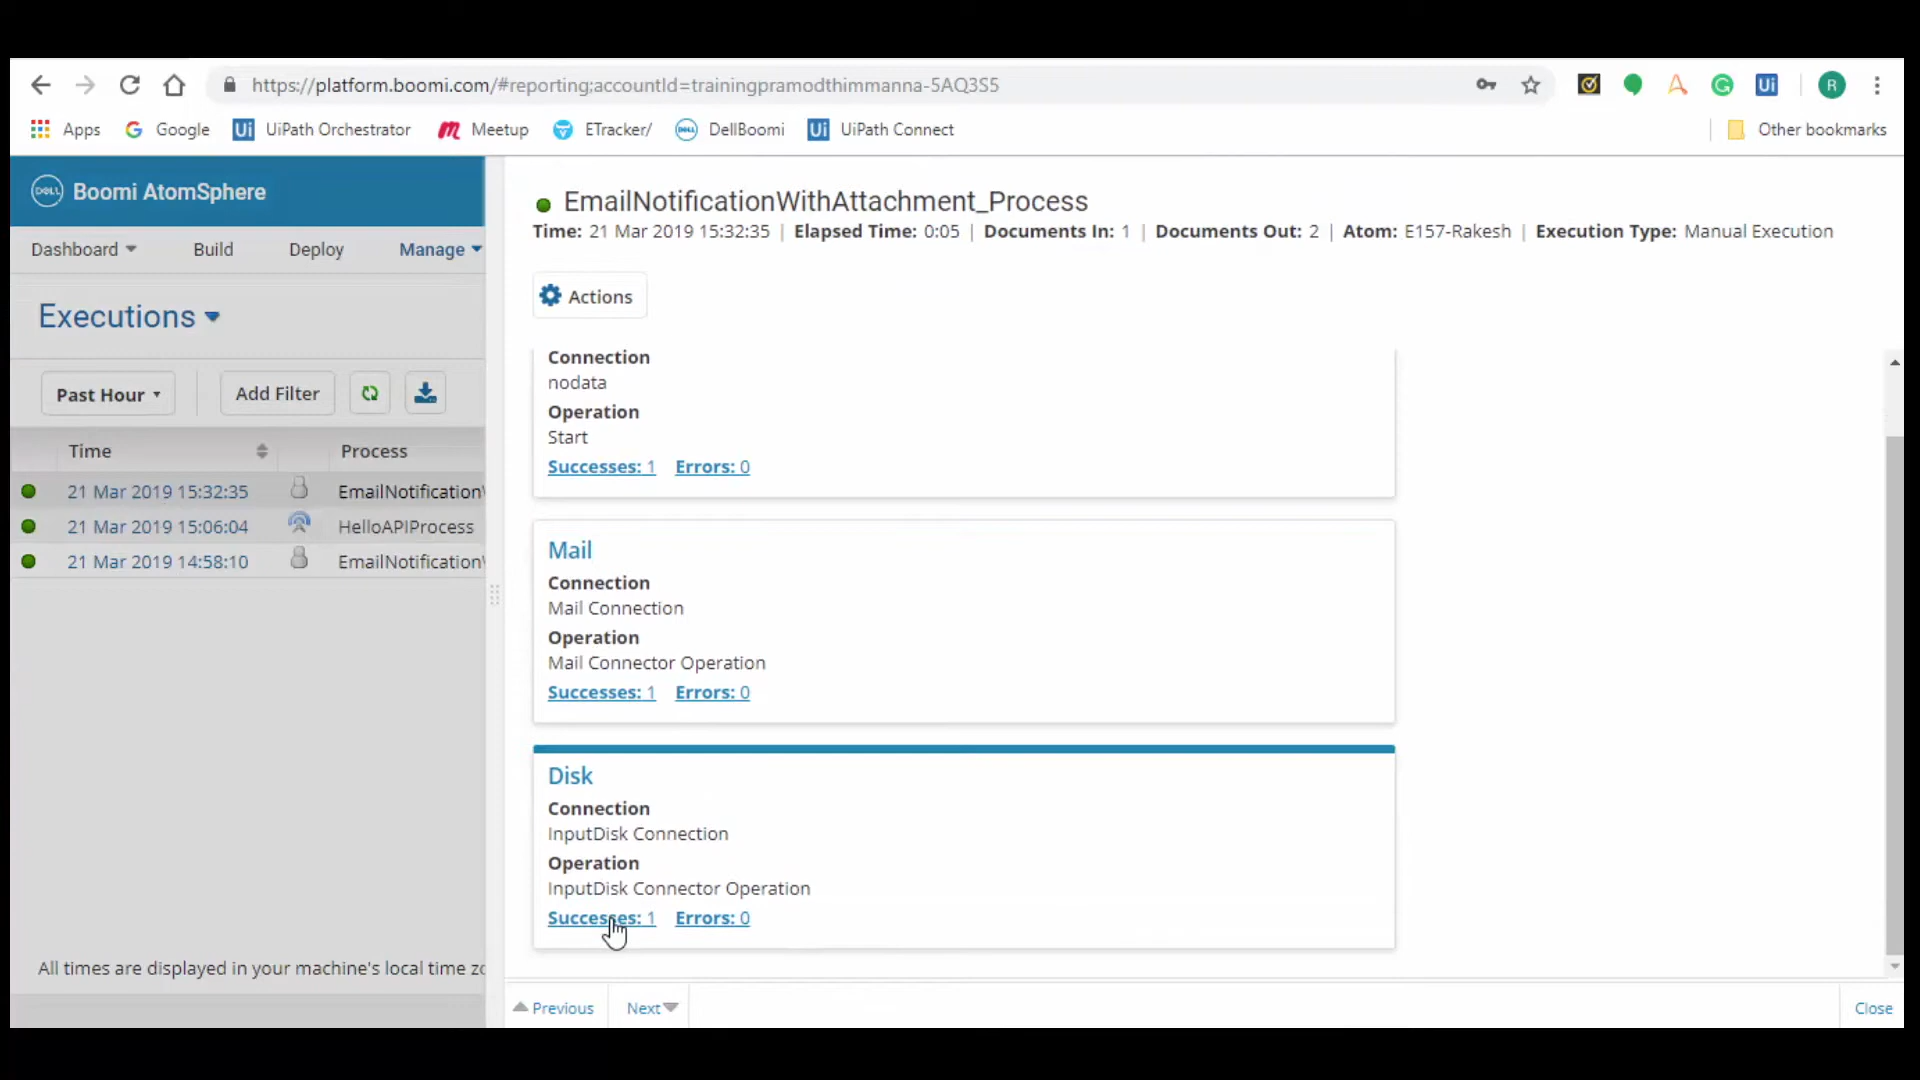 https://platform.boomi.com/#reporting;accountId=trainingpramodthimmanna-5AQ3S5
R
Apps Google Ui UiPath Orchestrator Meetup ETracker/ DELL DellBoomi Ui UiPath Connect Other bookmarks
DELL Boomi AtomSphere
Dashboard Build Deploy Manage
Executions
Past Hour Add Filter
Time Process
21 Mar 2019 15:32:35 EmailNotification
21 Mar 2019 15:06:04 HelloAPIProcess
21 Mar 2019 14:58:10 EmailNotification
All times are displayed in your machine's local time zo
EmailNotificationWithAttachment_Process
Time: 21 Mar 2019 15:32:35 | Elapsed Time: 0:05 | Documents In: 1 | Documents Out: 2 | Atom: E157-Rakesh | Execution Type: Manual Execution
Actions
Connection
nodata
Operation
Start
Successes: 1 Errors: 0
Mail
Connection
Mail Connection
Operation
Mail Connector Operation
Successes: 1 Errors: 0
Disk
Connection
InputDisk Connection
Operation
InputDisk Connector Operation
Successes: 1 Errors: 0
Previous Next Close